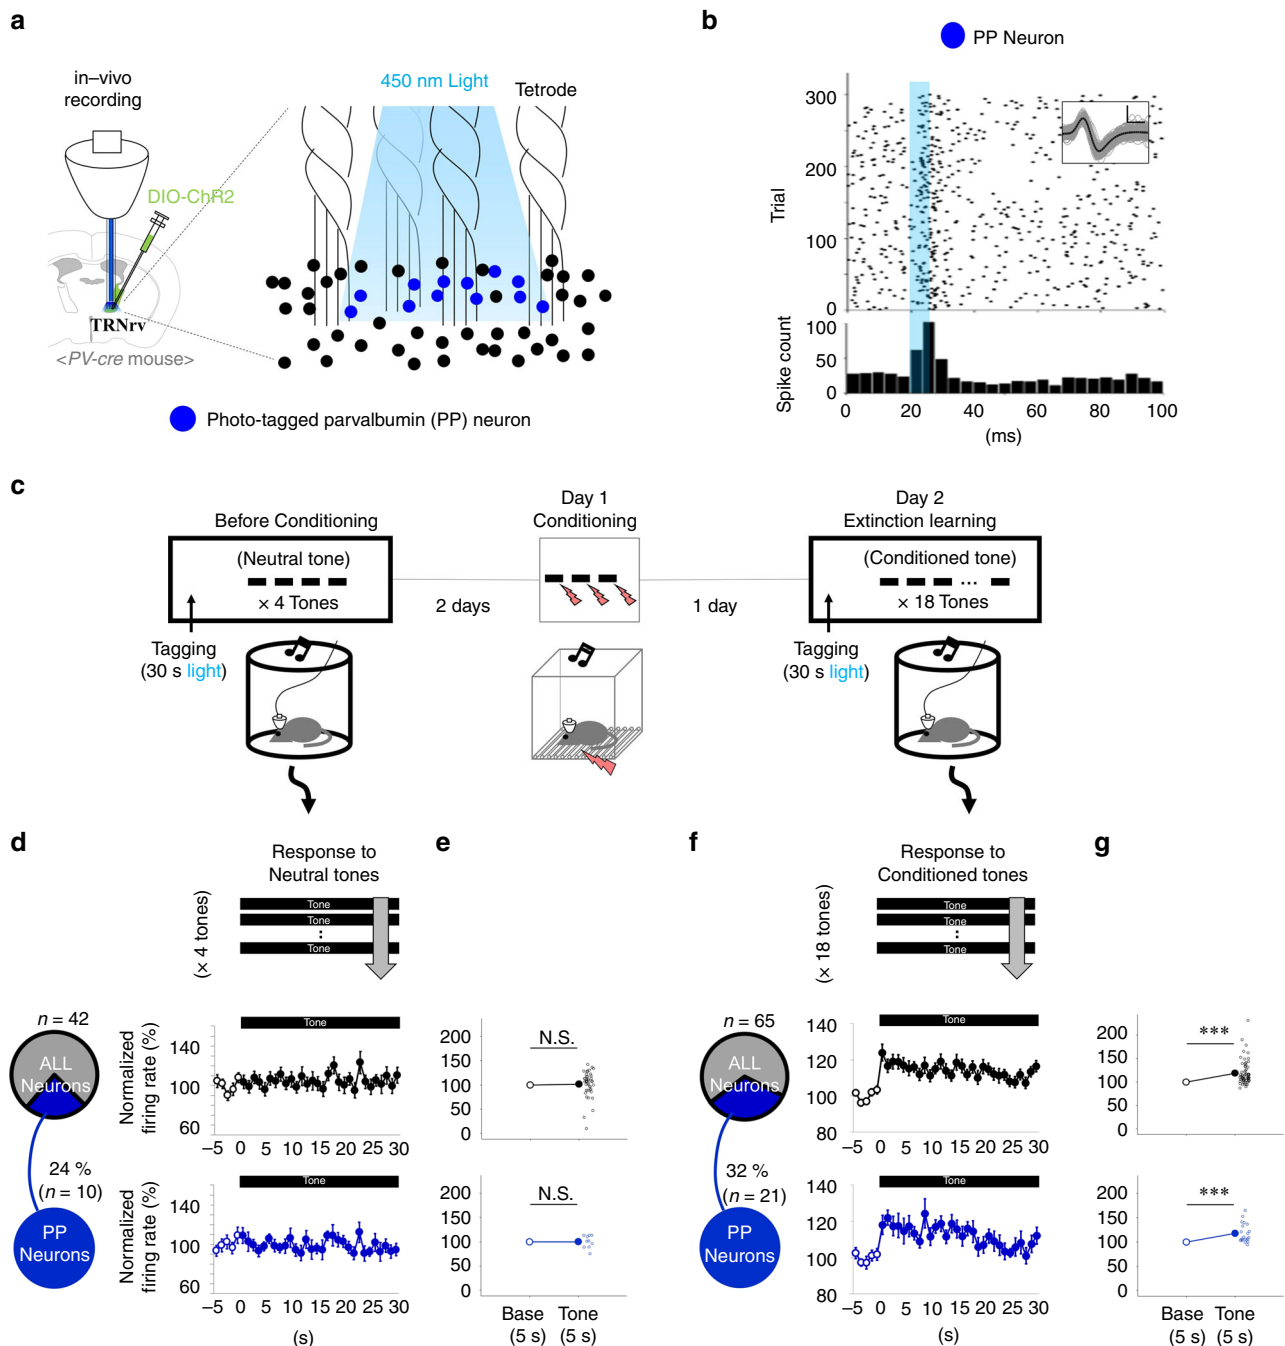 a
in–vivo
recording
450 nm Light
Tetrode
DIO-ChR2
TRNrv
<PV-cre mouse>
Photo-tagged parvalbumin (PP) neuron
b
PP Neuron
Trial
300
200
100
0
Spike count
100
50
0
0 20 40 60 80 100
(ms)
c
Before Conditioning
(Neutral tone)
× 4 Tones
Tagging
(30 s light)
2 days
Day 1
Conditioning
1 day
Day 2
Extinction learning
(Conditioned tone)
...
× 18 Tones
Tagging
(30 s light)
d
Response to
Neutral tones
(× 4 tones)
Tone
Tone
⋮
Tone
n = 42
ALL
Neurons
24 %
(n = 10)
PP
Neurons
Normalized
firing rate (%)
140
100
60
Tone
−5 0 5 10 15 20 25 30
Normalized
firing rate (%)
140
100
60
Tone
−5 0 5 10 15 20 25 30
(s)
e
200
150
100
50
0
N.S.
200
150
100
50
0
N.S.
Base
(5 s)
Tone
(5 s)
f
Response to
Conditioned tones
(× 18 tones)
Tone
Tone
⋮
Tone
n = 65
ALL
Neurons
32 %
(n = 21)
PP
Neurons
140
120
100
80
Tone
−5 0 5 10 15 20 25 30
140
120
100
80
Tone
−5 0 5 10 15 20 25 30
(s)
g
200
150
100
50
0
***
200
150
100
50
0
***
Base
(5 s)
Tone
(5 s)